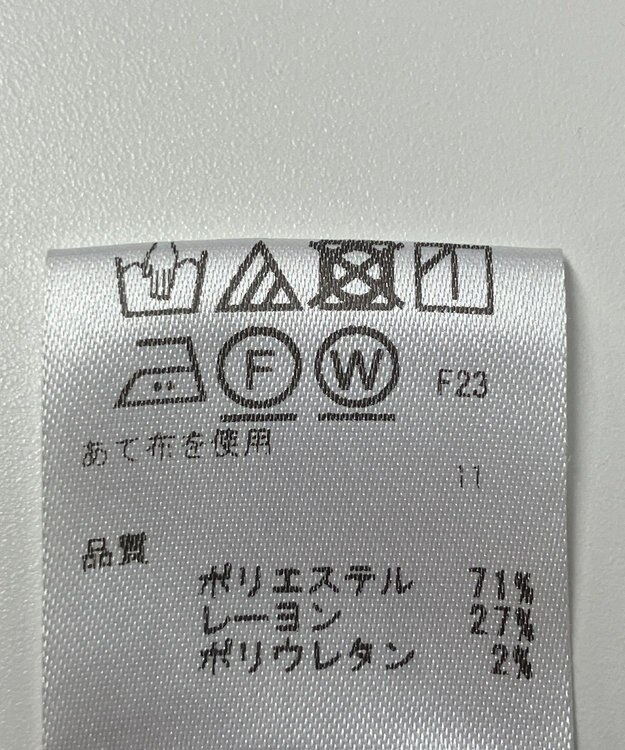 F W F23
あて布を使用
11
品質
ポリエステル 71%
レーヨン 27%
ポリウレタン 2%